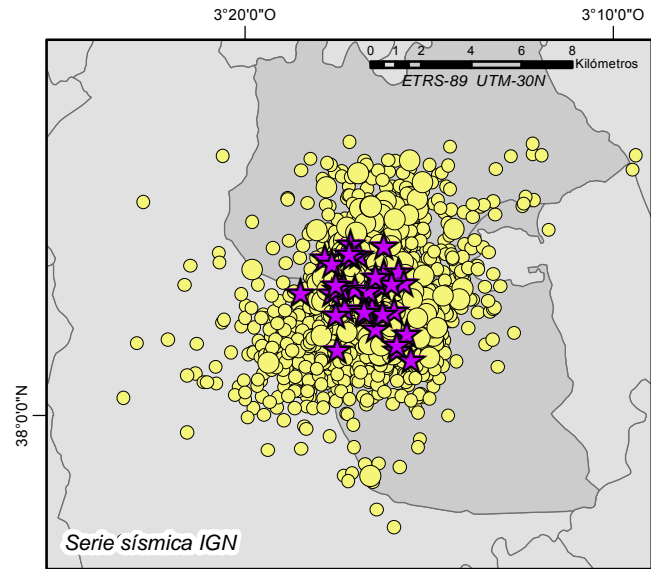 3°20'0"O
3°10'0"O
0 1 2 4 6 8
Kilómetros
ETRS-89 UTM-30N
38°0'0"N
Serie sísmica IGN